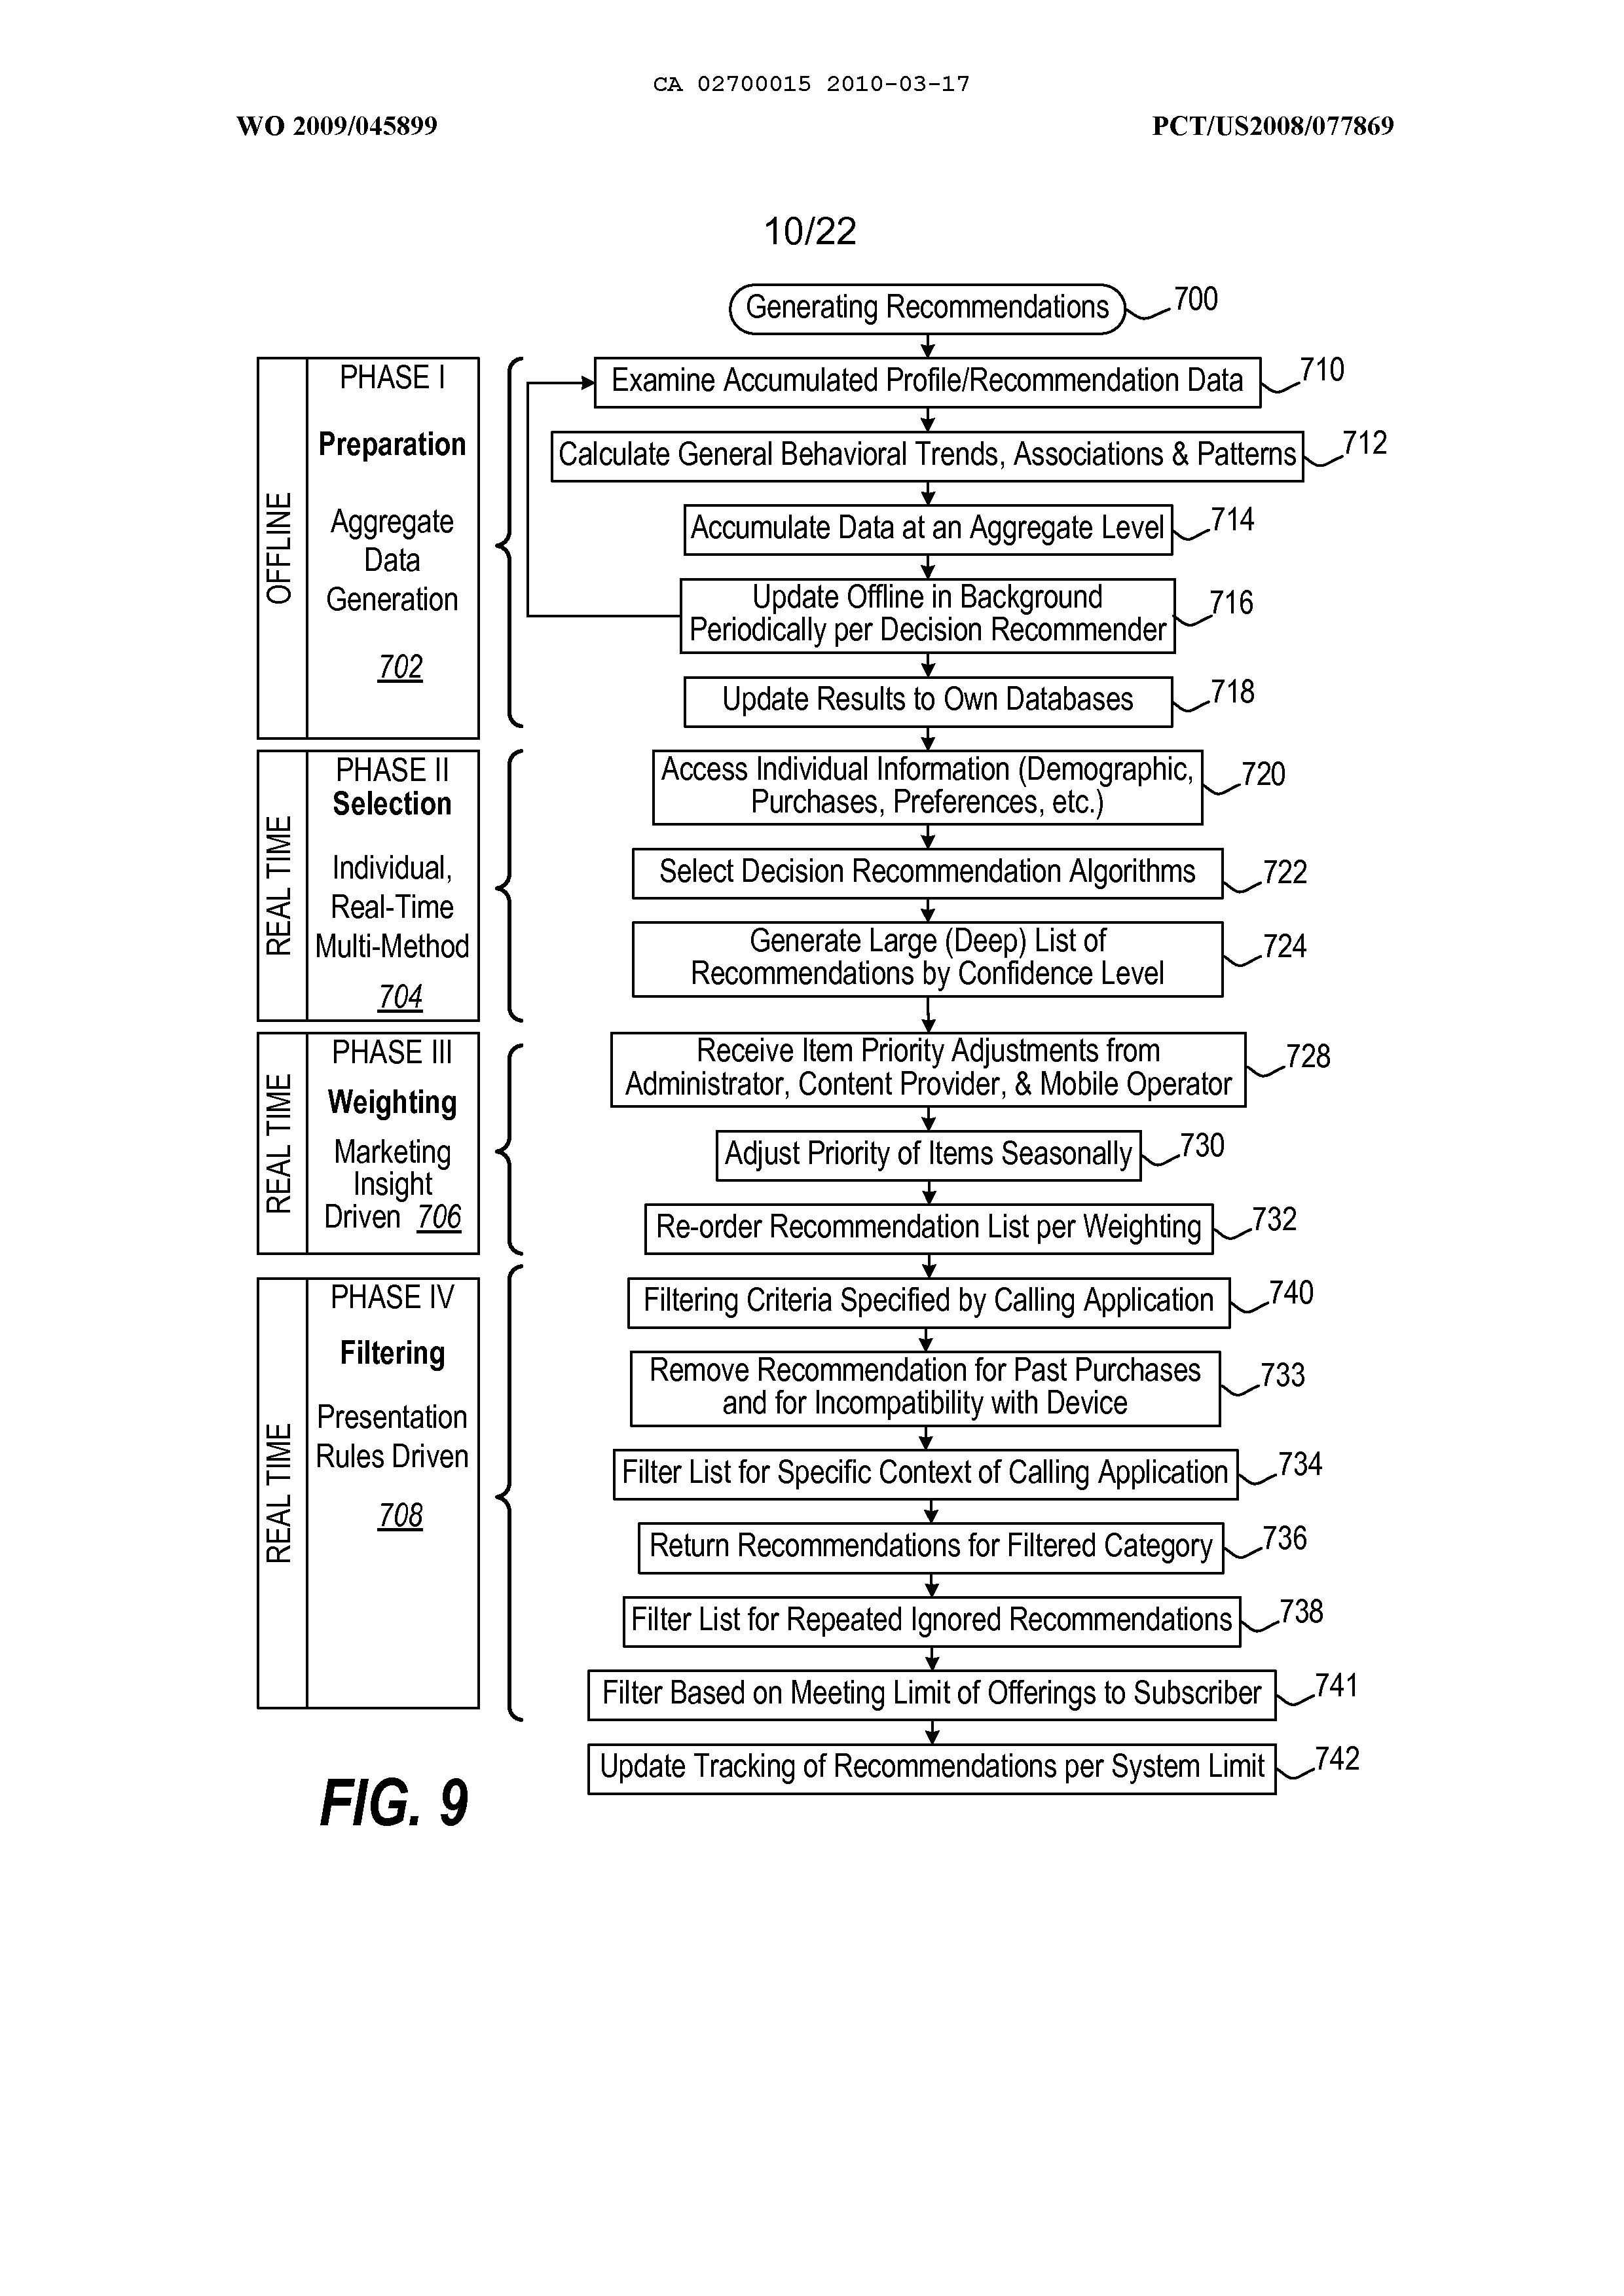 CA 02700015 2010-03-17
WO 2009/045899
PCT/US2008/077869
10/22
Generating Recommendations
700
OFFLINE
PHASE I
Preparation
Aggregate
Data
Generation
702
Examine Accumulated Profile/Recommendation Data
710
Calculate General Behavioral Trends, Associations & Patterns
712
Accumulate Data at an Aggregate Level
714
Update Offline in Background
Periodically per Decision Recommender
716
Update Results to Own Databases
718
REAL TIME
PHASE II
Selection
Individual,
Real-Time
Multi-Method
704
Access Individual Information (Demographic,
Purchases, Preferences, etc.)
720
Select Decision Recommendation Algorithms
722
Generate Large (Deep) List of
Recommendations by Confidence Level
724
REAL TIME
PHASE III
Weighting
Marketing
Insight
Driven 706
Receive Item Priority Adjustments from
Administrator, Content Provider, & Mobile Operator
728
Adjust Priority of Items Seasonally
730
Re-order Recommendation List per Weighting
732
REAL TIME
PHASE IV
Filtering
Presentation
Rules Driven
708
Filtering Criteria Specified by Calling Application
740
Remove Recommendation for Past Purchases
and for Incompatibility with Device
733
Filter List for Specific Context of Calling Application
734
Return Recommendations for Filtered Category
736
Filter List for Repeated Ignored Recommendations
738
Filter Based on Meeting Limit of Offerings to Subscriber
741
Update Tracking of Recommendations per System Limit
742
FIG. 9